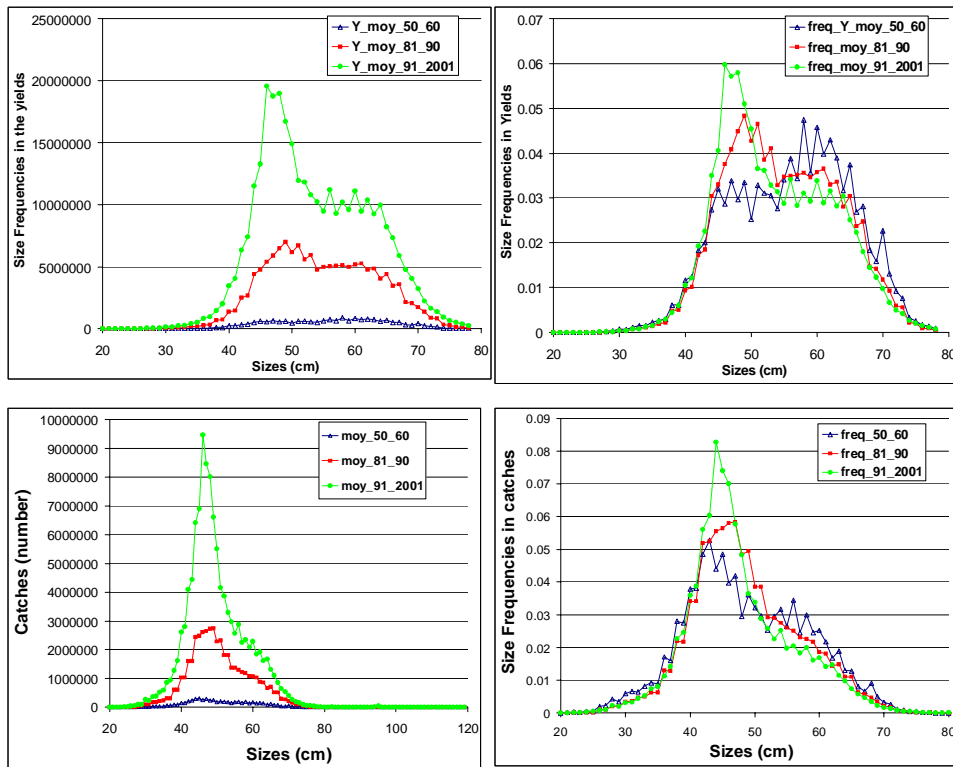 Size Frequencies in the yields
25000000
20000000
15000000
10000000
5000000
0
20 30 40 50 60 70 80
Sizes (cm)
Y_moy_50_60
Y_moy_81_90
Y_moy_91_2001
Size Frequencies in Yields
0.07
0.06
0.05
0.04
0.03
0.02
0.01
0
20 30 40 50 60 70 80
Sizes (cm)
freq_Y_moy_50_60
freq_moy_81_90
freq_moy_91_2001
Catches (number)
10000000
9000000
8000000
7000000
6000000
5000000
4000000
3000000
2000000
1000000
0
20 40 60 80 100 120
Sizes (cm)
moy_50_60
moy_81_90
moy_91_2001
Size Frequencies in catches
0.09
0.08
0.07
0.06
0.05
0.04
0.03
0.02
0.01
0
20 30 40 50 60 70 80
Sizes (cm)
freq_50_60
freq_81_90
freq_91_2001